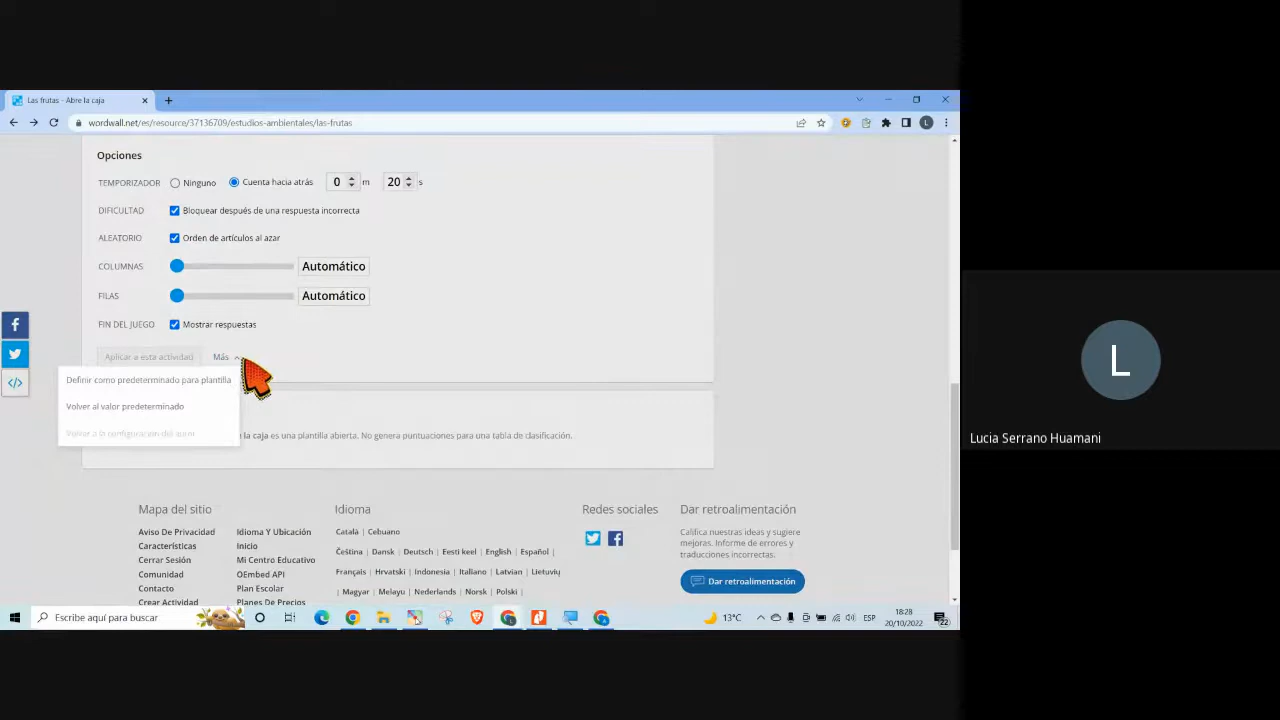 Las frutas - Abre la caja
wordwall.net/es/resource/37136709/estudios-ambientales/las-frutas
L
Opciones
TEMPORIZADOR Ninguno Cuenta hacia atrás 0 m 20 s
DIFICULTAD Bloquear después de una respuesta incorrecta
ALEATORIO Orden de artículos al azar
COLUMNAS Automático
FILAS Automático
FIN DEL JUEGO Mostrar respuestas
Aplicar a esta actividad Más
Definir como predeterminado para plantilla
Volver al valor predeterminado
Volver a la configuración del autor
la caja es una plantilla abierta. No genera puntuaciones para una tabla de clasificación.
Mapa del sitio
Aviso De Privacidad
Características
Cerrar Sesión
Comunidad
Contacto
Crear Actividad
Idioma Y Ubicación
Inicio
Mi Centro Educativo
OEmbed API
Plan Escolar
Planes De Precios
Idioma
Català | Cebuano
Čeština | Dansk | Deutsch | Eesti keel | English | Español |
Français | Hrvatski | Indonesia | Italiano | Latvian | Lietuvių
| Magyar | Melayu | Nederlands | Norsk | Polski |
Redes sociales
Dar retroalimentación
Califica nuestras ideas y sugiere
mejoras. Informe de errores y
traducciones incorrectas.
Dar retroalimentación
Escribe aquí para buscar
13°C
ESP
18:28
20/10/2022
22
L
Lucia Serrano Huamani